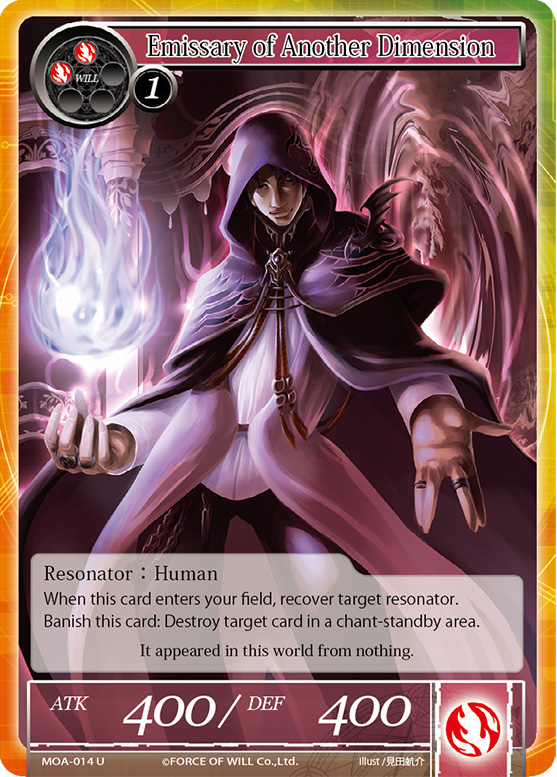 Emissary of Another Dimension
WILL
1
Resonator : Human
When this card enters your field, recover target resonator.
Banish this card: Destroy target card in a chant-standby area.
It appeared in this world from nothing.
ATK 400 / DEF 400
MOA-014 U ©FORCE OF WILL Co.,Ltd. Illust /見田航介